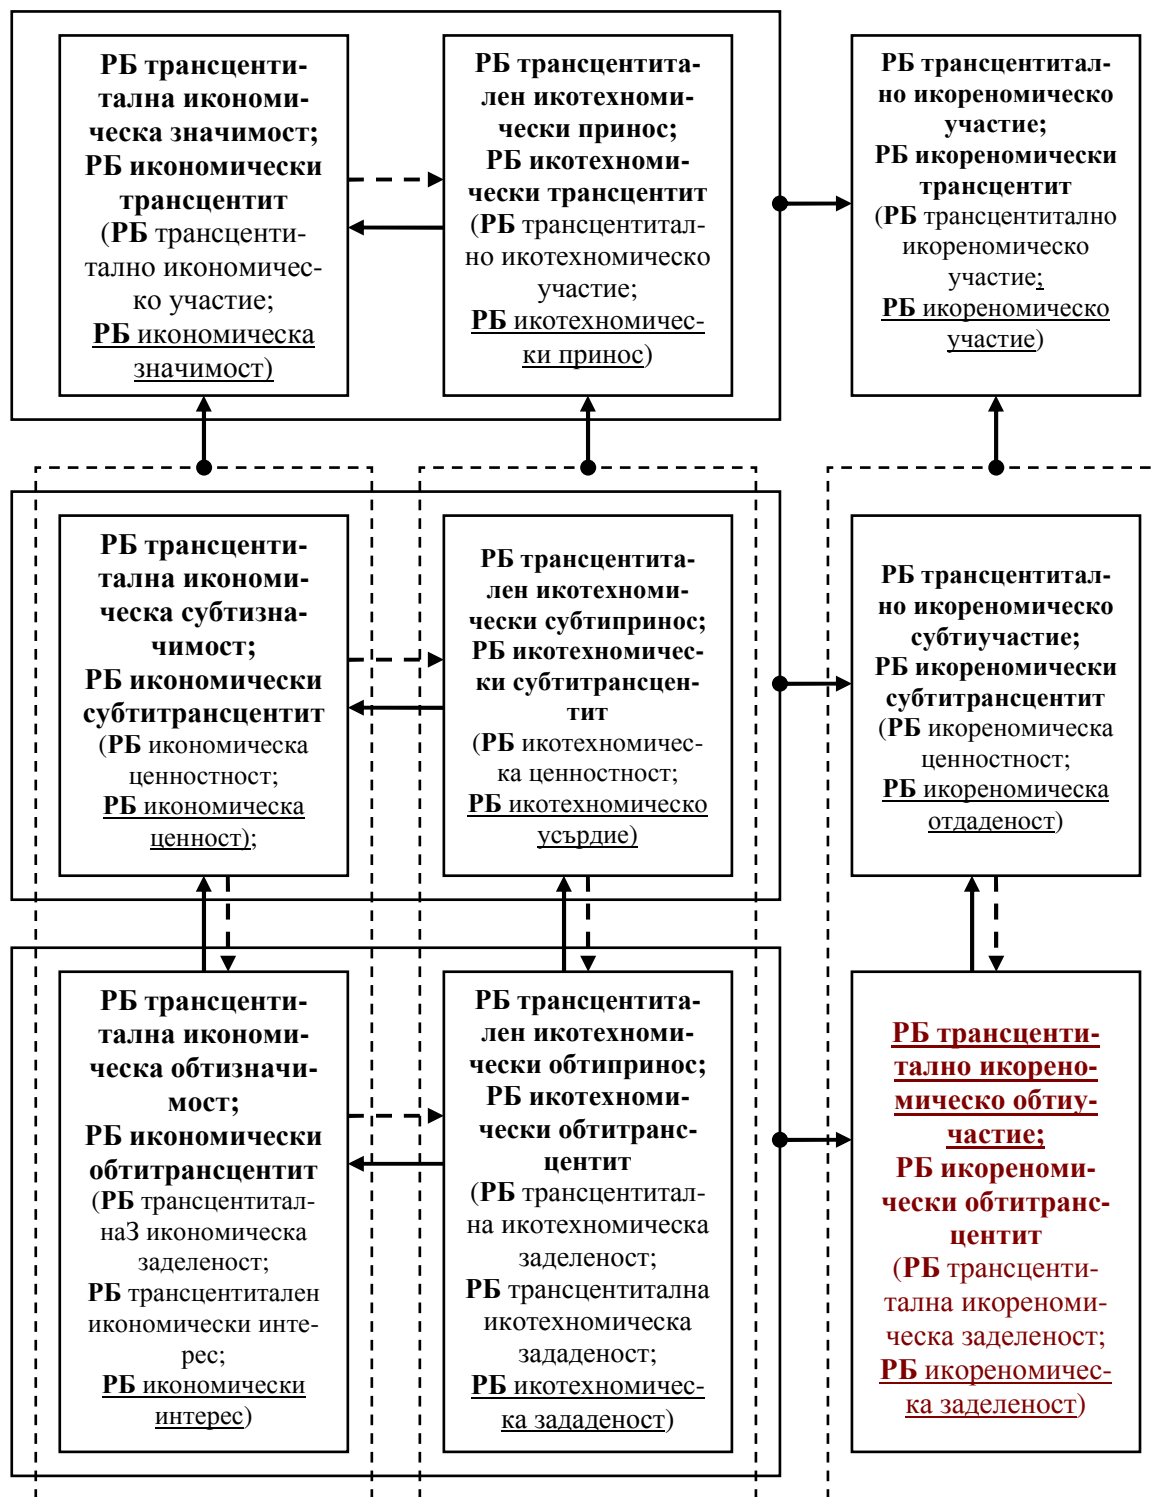 РБ трансценти-
тална икономи-
ческа значимост;
РБ икономически
трансцентит
(РБ трансценти-
тално икономичес-
ко участие;
РБ икономическа
значимост)
РБ трансцентита-
лен икотехноми-
чески принос;
РБ икотехноми-
чески трансцентит
(РБ трансцентитал-
но икотехномическо
участие;
РБ икотехномичес-
ки принос)
РБ трансцентитал-
но икореномическо
участие;
РБ икореномически
трансцентит
(РБ трансцентитално
икореномическо
участие;
РБ икореномическо
участие)
РБ трансценти-
тална икономи-
ческа субтизна-
чимост;
РБ икономически
субтитрансцентит
(РБ икономическа
ценностност;
РБ икономическа
ценност);
РБ трансцентита-
лен икотехноми-
чески субтипринос;
РБ икотехномичес-
ки субтитрансцен-
тит
(РБ икотехномичес-
ка ценностност;
РБ икотехномическо
усърдие)
РБ трансцентитал-
но икореномическо
субтиучастие;
РБ икореномически
субтитрансцентит
(РБ икореномическа
ценностност;
РБ икореномическа
отдаденост)
РБ трансценти-
тална икономи-
ческа обтизначи-
мост;
РБ икономически
обтитрансцентит
(РБ трансцентитал-
наЗ икономическа
заделеност;
РБ трансцентитален
икономически инте-
рес;
РБ икономически
интерес)
РБ трансцентита-
лен икотехноми-
чески обтипринос;
РБ икотехноми-
чески обтитранс-
центит
(РБ трансцентитал-
на икотехномическа
заделеност;
РБ трансцентитална
икотехномическа
зададеност;
РБ икотехномичес-
ка зададеност)
РБ трансценти-
тално икорено-
мическо обтиу-
частие;
РБ икореноми-
чески обтитранс-
центит
(РБ трансценти-
тална икореноми-
ческа заделеност;
РБ икореномичес-
ка заделеност)